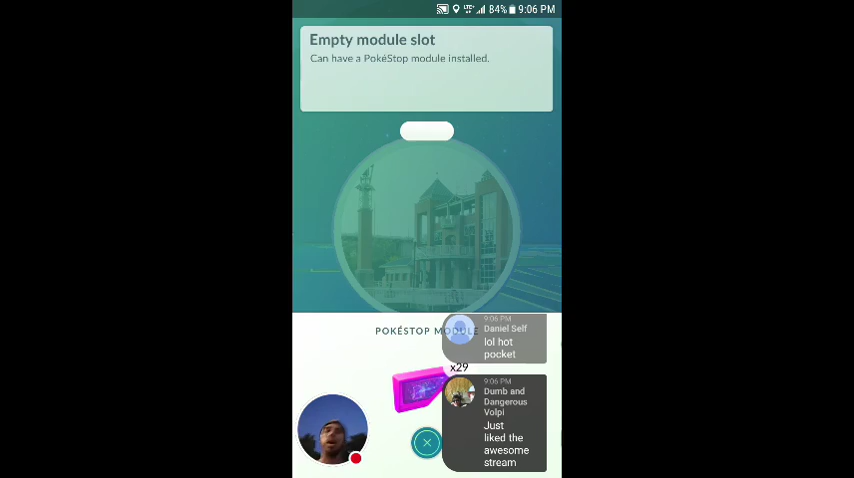 LTE 84% 9:06 PM
Empty module slot
Can have a PokéStop module installed.
POKÉSTOP MODULE
x29
9:06 PM
Daniel Self
lol hot
pocket
9:06 PM
Dumb and
Dangerous
Volpi
Just
liked the
awesome
stream